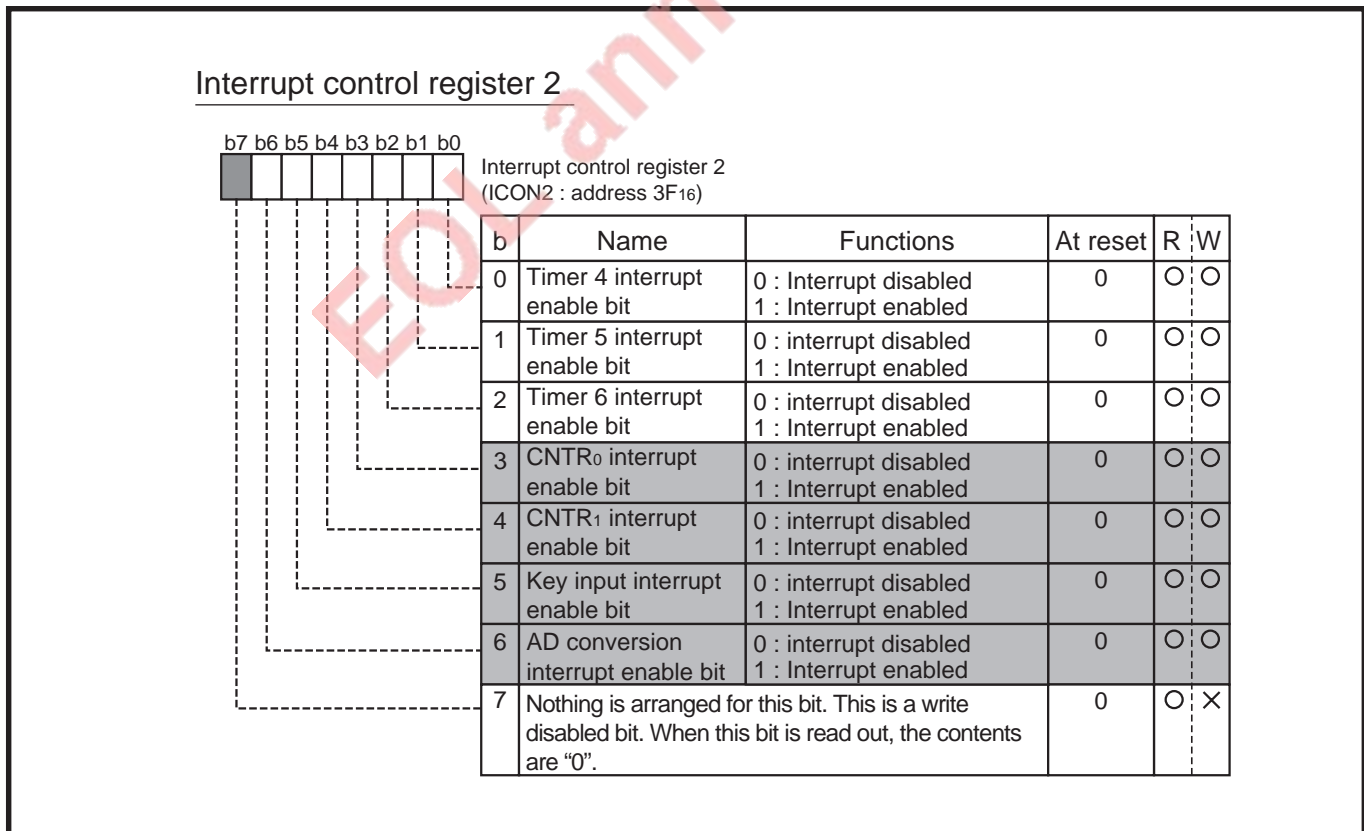 EOL ann
Interrupt control register 2
b7 b6 b5 b4 b3 b2 b1 b0
Interrupt control register 2
(ICON2 : address 3F16)
b Name Functions At reset R W
0 Timer 4 interrupt enable bit 0 : Interrupt disabled 1 : Interrupt enabled 0 O O
1 Timer 5 interrupt enable bit 0 : interrupt disabled 1 : Interrupt enabled 0 O O
2 Timer 6 interrupt enable bit 0 : interrupt disabled 1 : Interrupt enabled 0 O O
3 CNTR0 interrupt enable bit 0 : interrupt disabled 1 : Interrupt enabled 0 O O
4 CNTR1 interrupt enable bit 0 : interrupt disabled 1 : Interrupt enabled 0 O O
5 Key input interrupt enable bit 0 : interrupt disabled 1 : Interrupt enabled 0 O O
6 AD conversion interrupt enable bit 0 : interrupt disabled 1 : Interrupt enabled 0 O O
7 Nothing is arranged for this bit. This is a write 0 O ×
disabled bit. When this bit is read out, the contents
are “0”.